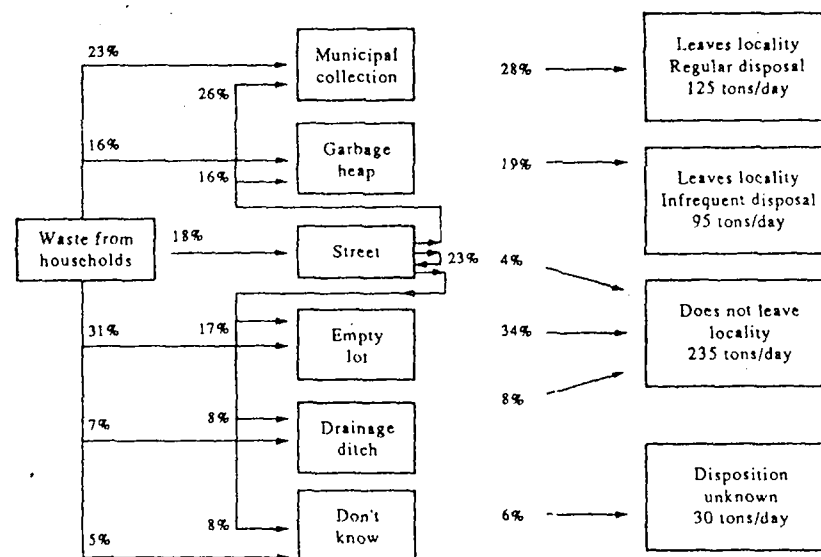 23%
Municipal
collection
26%
28%
Leaves locality
Regular disposal
125 tons/day
16%
Garbage
heap
16%
19%
Leaves locality
Infrequent disposal
95 tons/day
Waste from
households
18%
Street
23%
4%
31%
17%
Empty
lot
34%
Does not leave
locality
235 tons/day
8%
7%
8%
Drainage
ditch
5%
8%
Don't
know
6%
Disposition
unknown
30 tons/day